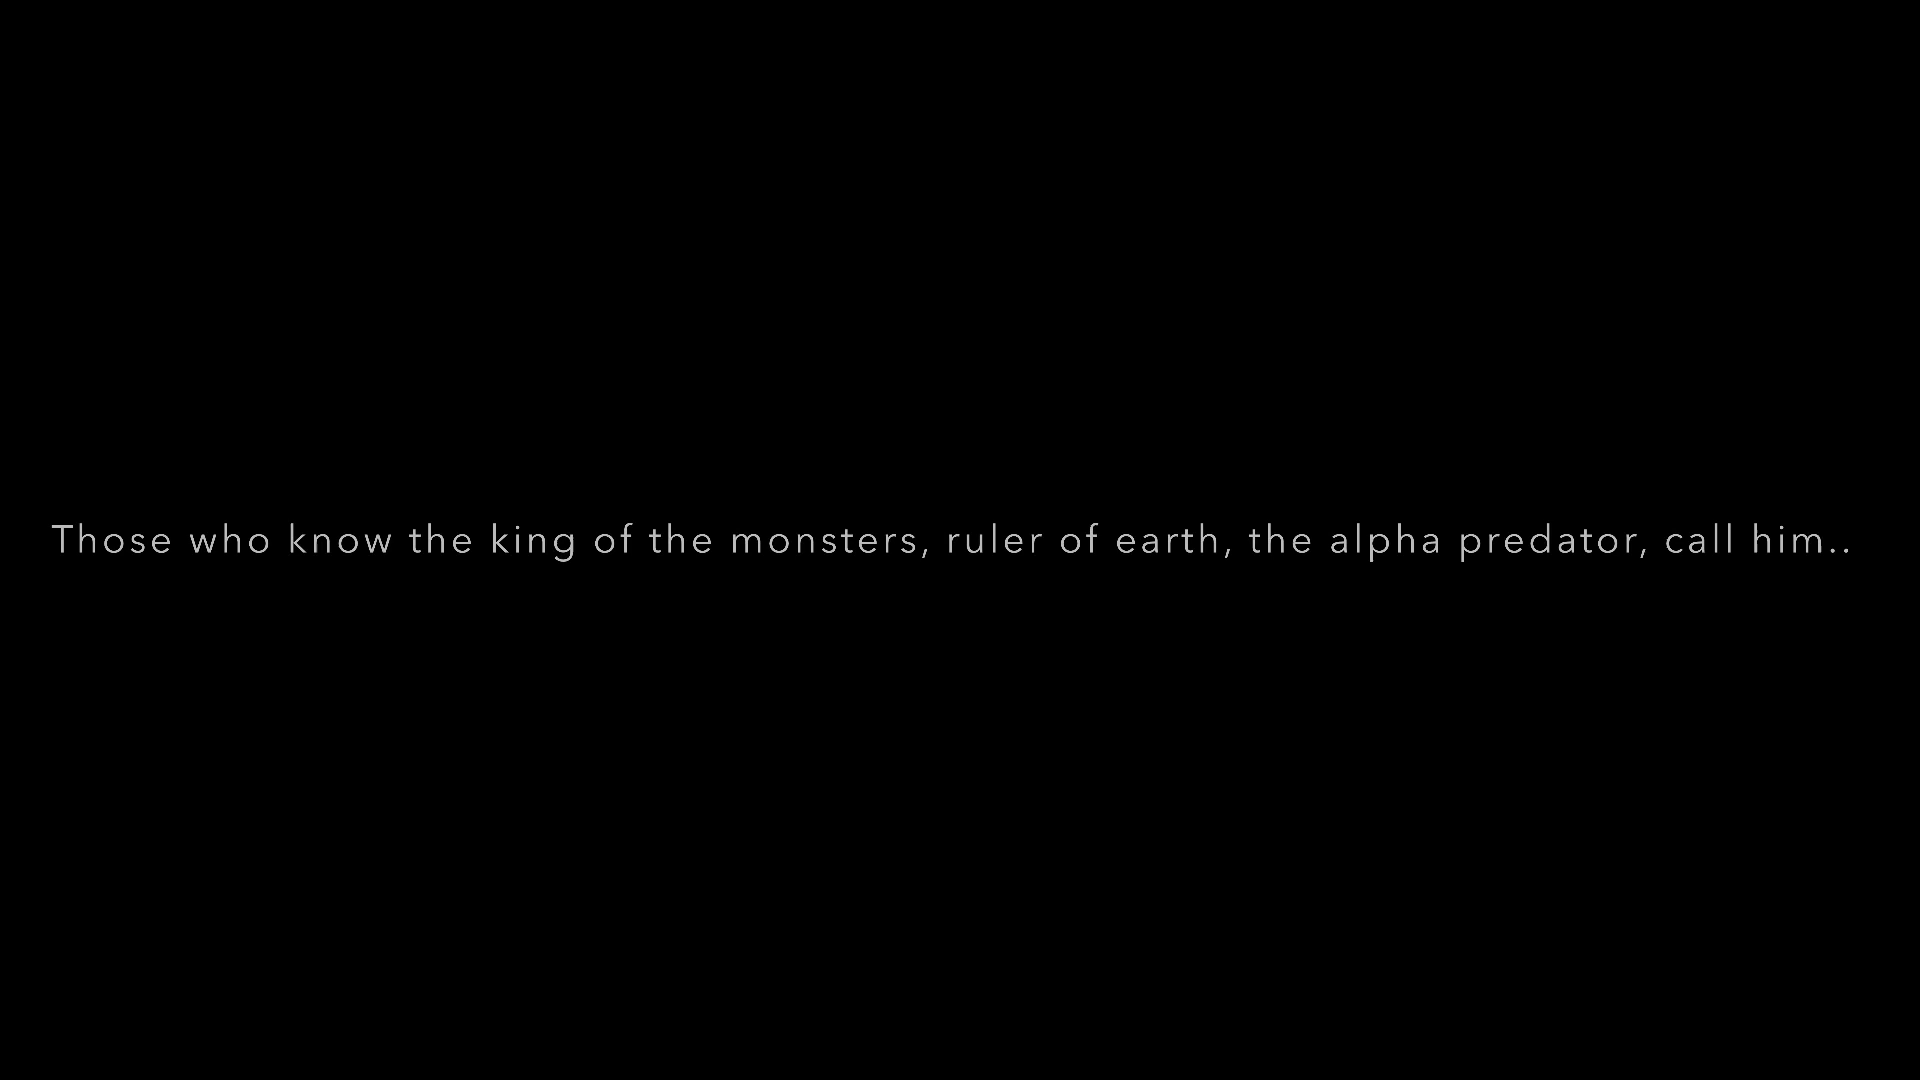 Those who know the king of the monsters, ruler of earth, the alpha predator, call him..